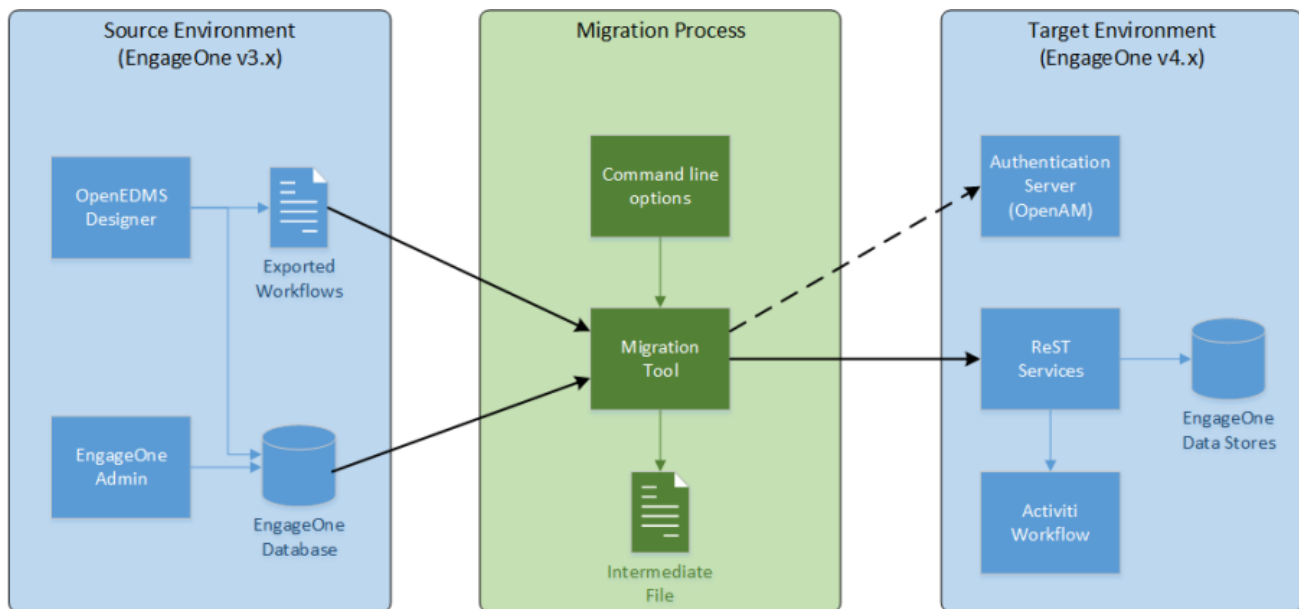 Source Environment
(EngageOne v3.x)
OpenEDMS
Designer
Exported
Workflows
EngageOne
Admin
EngageOne
Database
Migration Process
Command line
options
Migration
Tool
Intermediate
File
Target Environment
(EngageOne v4.x)
Authentication
Server
(OpenAM)
ReST
Services
EngageOne
Data Stores
Activiti
Workflow